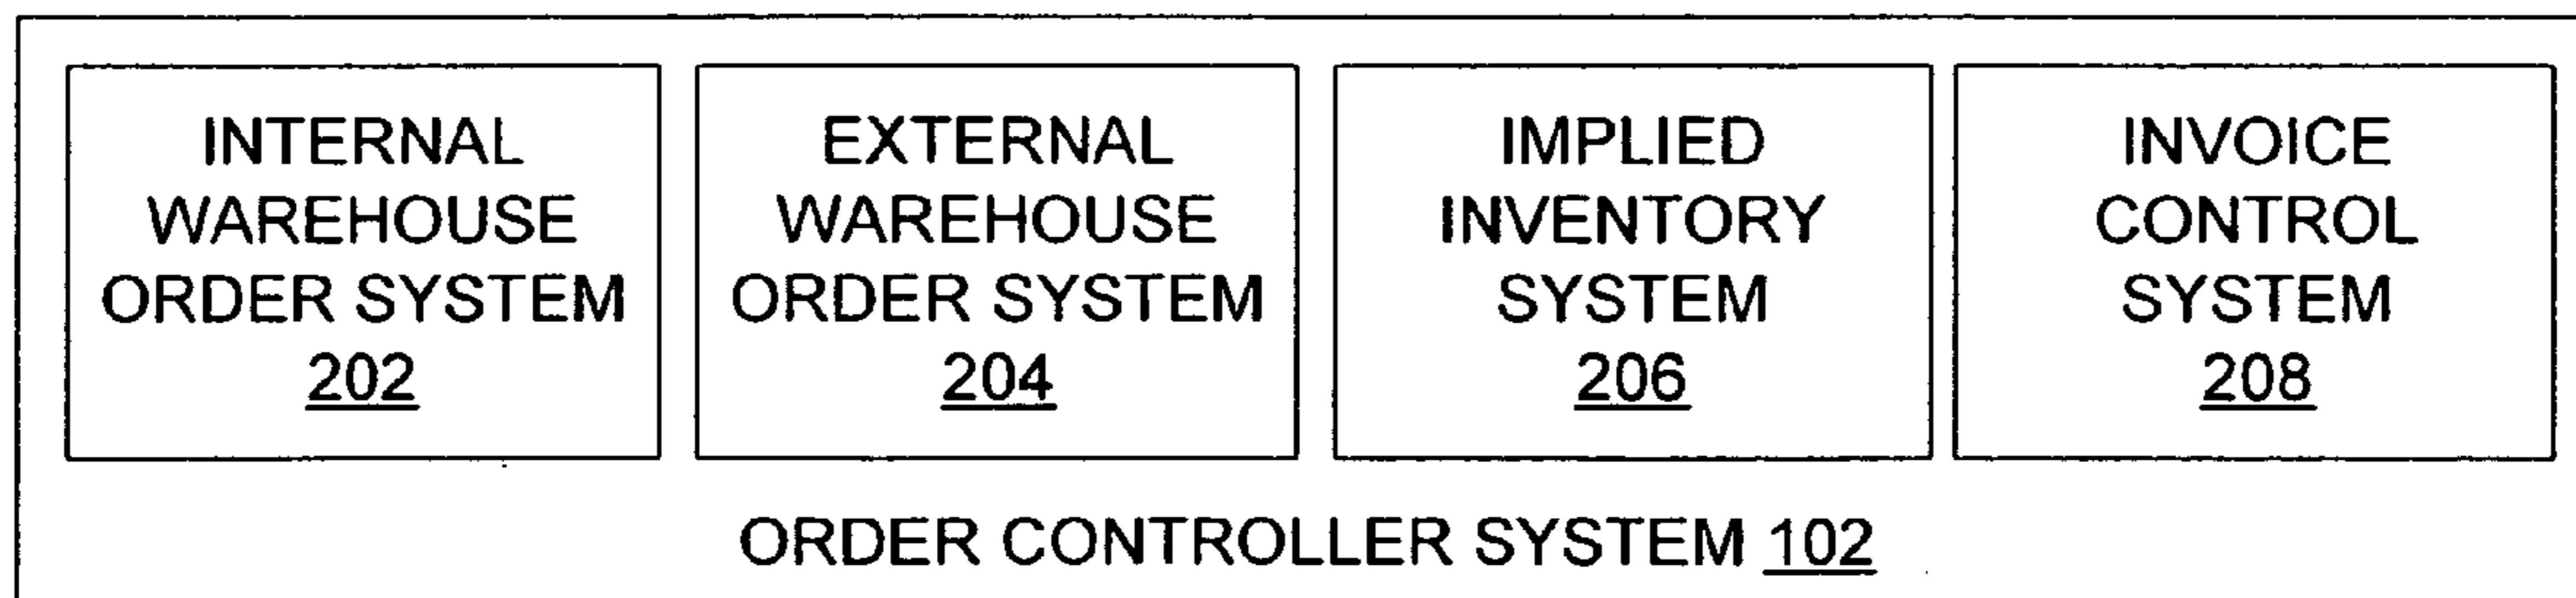 INTERNAL
WAREHOUSE
ORDER SYSTEM
202
EXTERNAL
WAREHOUSE
ORDER SYSTEM
204
IMPLIED
INVENTORY
SYSTEM
206
INVOICE
CONTROL
SYSTEM
208
ORDER CONTROLLER SYSTEM 102